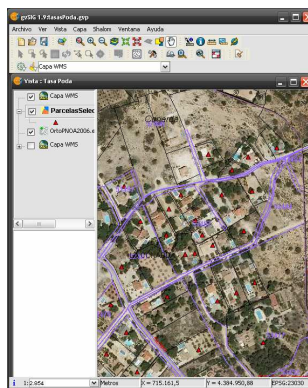 gvSIG 1.9:tasasPoda.gvp
Archivo Ver Vista Capa Shalom Ventana Ayuda
Capa WMS
Vista : Tasa Poda
Capa WMS
ParcelasSelec
OrtoPNOA2006.e
Capa WMS
1:2.954
Metros
X = 715.161,5
Y = 4.384.950,88
EPSG:23030